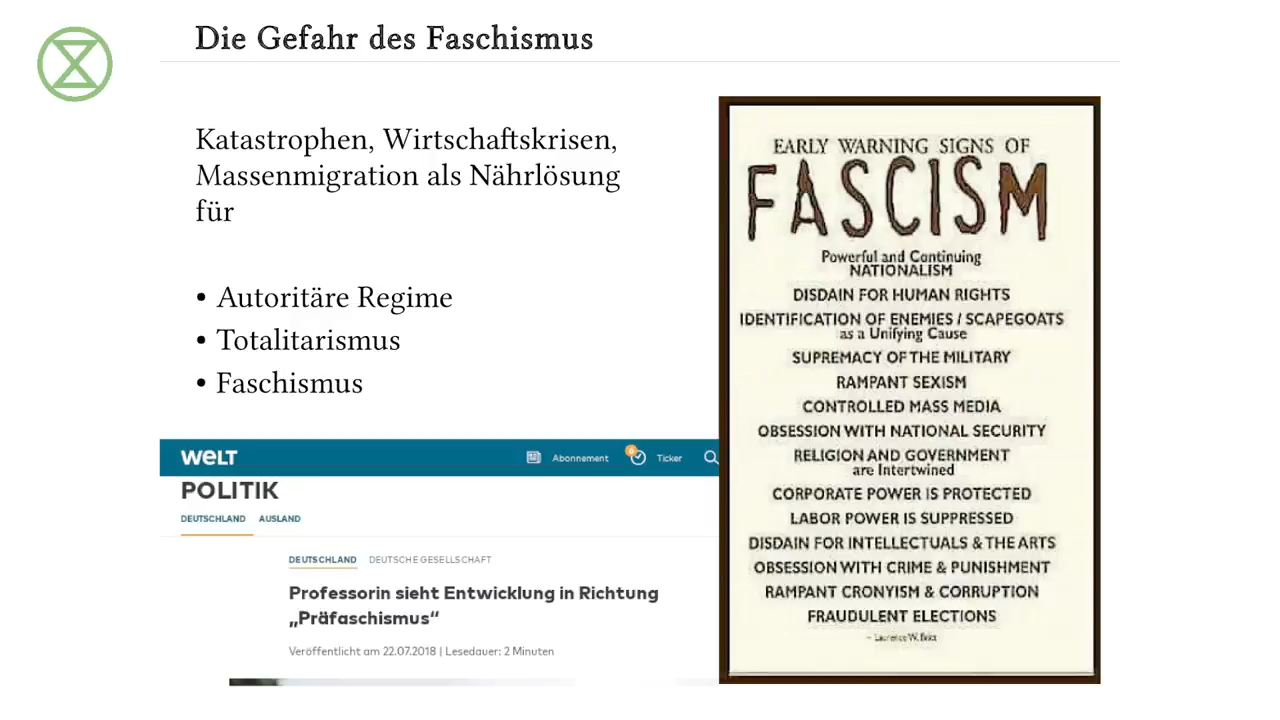 Die Gefahr des Faschismus
Katastrophen, Wirtschaftskrisen,
Massenmigration als Nährlösung
für
• Autoritäre Regime
• Totalitarismus
• Faschismus
WELT
Abonnement
Ticker
POLITIK
DEUTSCHLAND AUSLAND
DEUTSCHLAND DEUTSCHE GESELLSCHAFT
Professorin sieht Entwicklung in Richtung
„Präfaschismus“
Veröffentlicht am 22.07.2018 | Lesedauer: 2 Minuten
EARLY WARNING SIGNS OF
FASCISM
Powerful and Continuing
NATIONALISM
DISDAIN FOR HUMAN RIGHTS
IDENTIFICATION OF ENEMIES / SCAPEGOATS
as a Unifying Cause
SUPREMACY OF THE MILITARY
RAMPANT SEXISM
CONTROLLED MASS MEDIA
OBSESSION WITH NATIONAL SECURITY
RELIGION AND GOVERNMENT
are Intertwined
CORPORATE POWER IS PROTECTED
LABOR POWER IS SUPPRESSED
DISDAIN FOR INTELLECTUALS & THE ARTS
OBSESSION WITH CRIME & PUNISHMENT
RAMPANT CRONYISM & CORRUPTION
FRAUDULENT ELECTIONS
– Laurence W. Britt